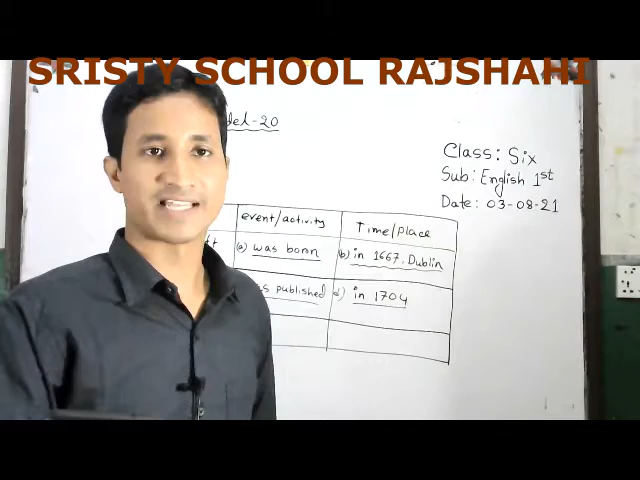 SRISTY SCHOOL RAJSHAHI
del-20
Class: Six
Sub: English 1st
Date: 03-08-21
event/activity Time/place
(a) was bonn b) in 1667, Dublin
published d) in 1704